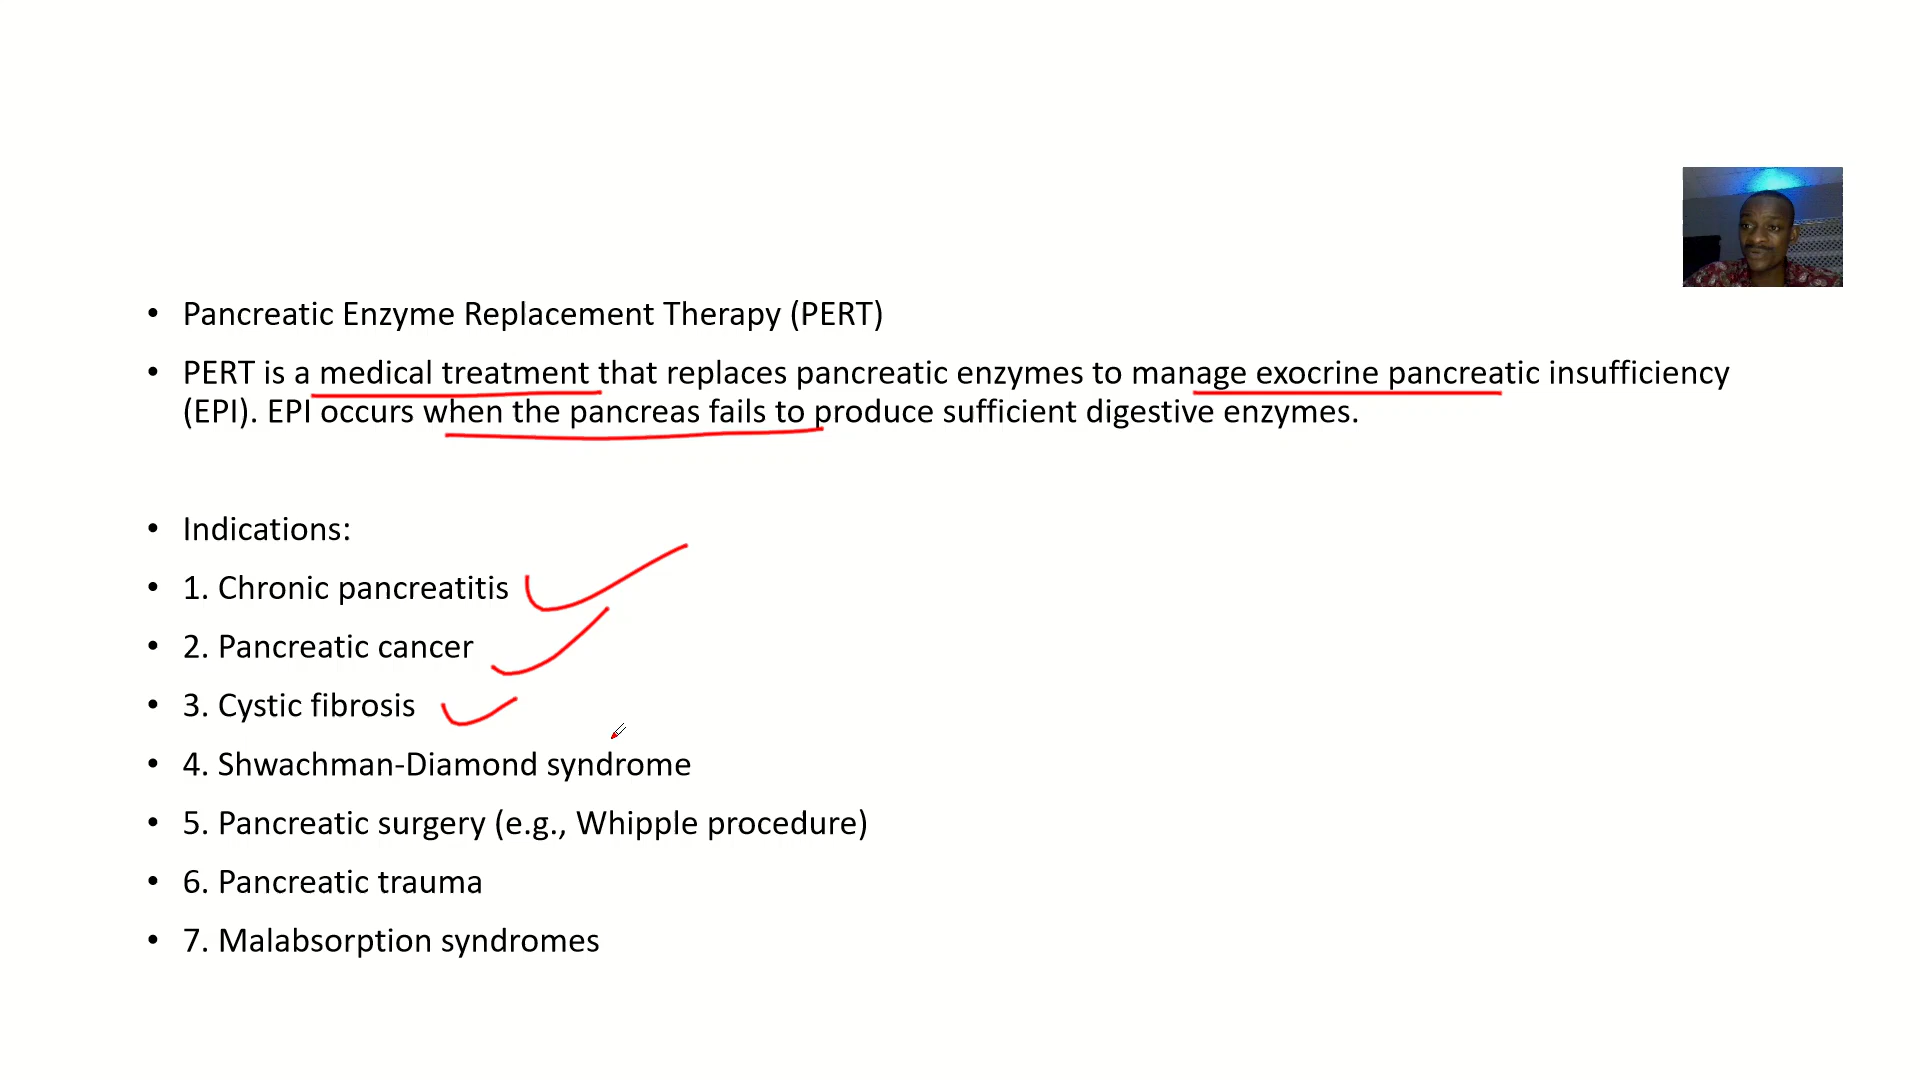 • Pancreatic Enzyme Replacement Therapy (PERT)
• PERT is a medical treatment that replaces pancreatic enzymes to manage exocrine pancreatic insufficiency
(EPI). EPI occurs when the pancreas fails to produce sufficient digestive enzymes.
• Indications:
• 1. Chronic pancreatitis
• 2. Pancreatic cancer
• 3. Cystic fibrosis
• 4. Shwachman-Diamond syndrome
• 5. Pancreatic surgery (e.g., Whipple procedure)
• 6. Pancreatic trauma
• 7. Malabsorption syndromes